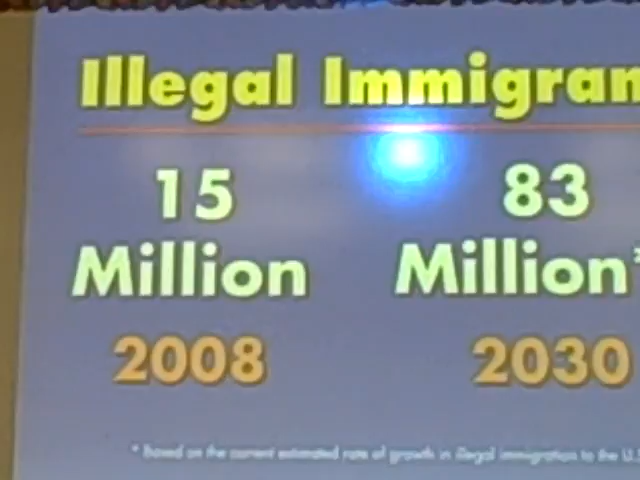 Illegal Immigran
15 83
Million Million*
2008 2030
* Based on the current estimated rate of growth in illegal immigration to the U.S